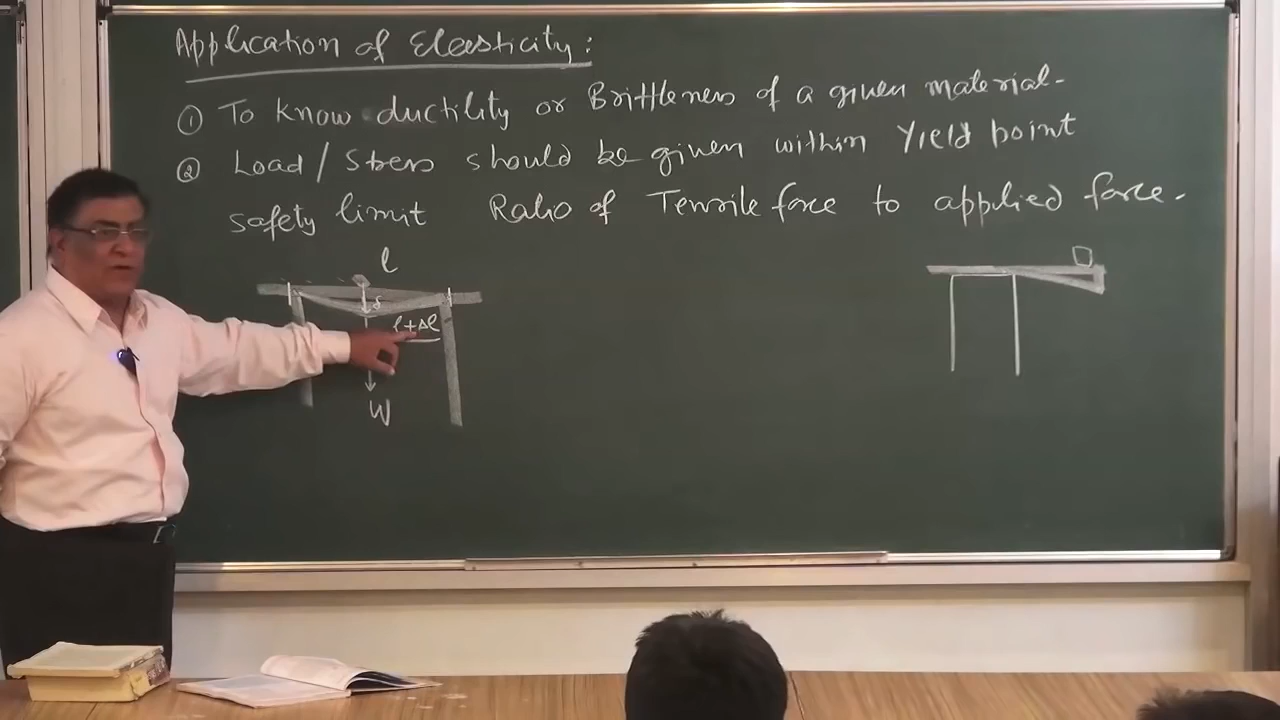 Application of Elasticity:
① To know ductility or Brittleness of a given material-
② Load/Stress should be given within Yield point
safety limit Ratio of Tensile force to applied force.
l
δ
l+Δl
W